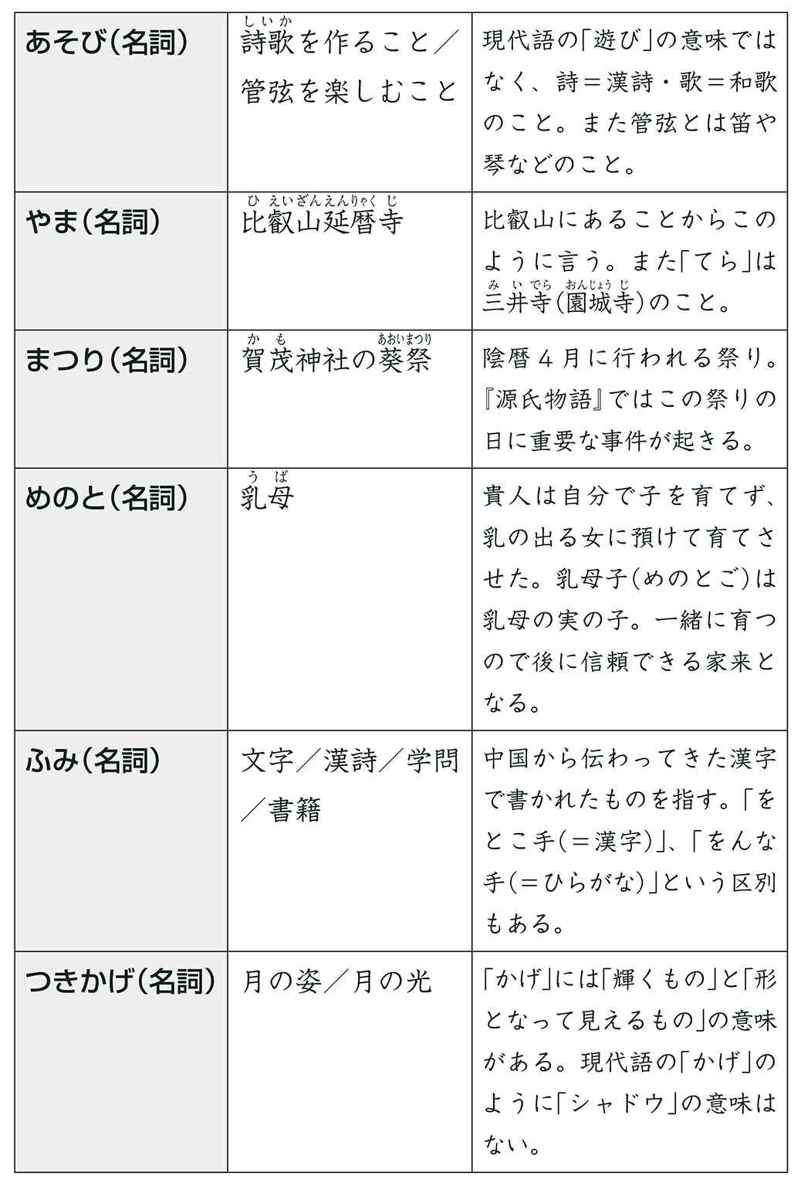 あそび(名詞)
しいか
詩歌を作ること／
管弦を楽しむこと
現代語の「遊び」の意味では
なく、詩＝漢詩・歌＝和歌
のこと。また管弦とは笛や
琴などのこと。
やま(名詞)
ひえいざんえんりゃくじ
比叡山延暦寺
比叡山にあることからこの
ように言う。また「てら」は
みいでら おんじょうじ
三井寺(園城寺)のこと。
まつり(名詞)
かも あおいまつり
賀茂神社の葵祭
陰暦4月に行われる祭り。
『源氏物語』ではこの祭りの
日に重要な事件が起きる。
めのと(名詞)
うば
乳母
貴人は自分で子を育てず、
乳の出る女に預けて育てさ
せた。乳母子(めのとご)は
乳母の実の子。一緒に育つ
ので後に信頼できる家来と
なる。
ふみ(名詞)
文字／漢詩／学問
／書籍
中国から伝わってきた漢字
で書かれたものを指す。「を
とこ手(＝漢字)」、「をんな
手(＝ひらがな)」という区別
もある。
つきかげ(名詞)
月の姿／月の光
「かげ」には「輝くもの」と「形
となって見えるもの」の意味
がある。現代語の「かげ」の
ように「シャドウ」の意味は
ない。